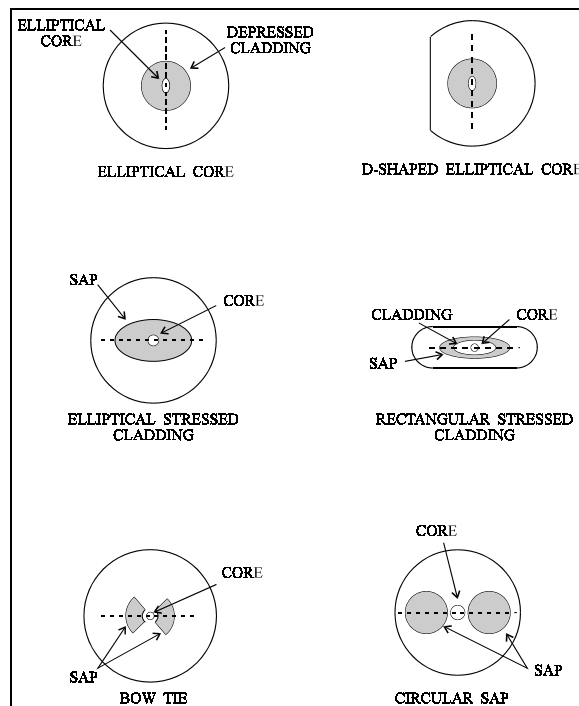 ELLIPTICAL
CORE
DEPRESSED
CLADDING
ELLIPTICAL CORE
D-SHAPED ELLIPTICAL CORE
SAP
CORE
ELLIPTICAL STRESSED
CLADDING
CLADDING
CORE
SAP
RECTANGULAR STRESSED
CLADDING
CORE
SAP
BOW TIE
CORE
SAP
CIRCULAR SAP